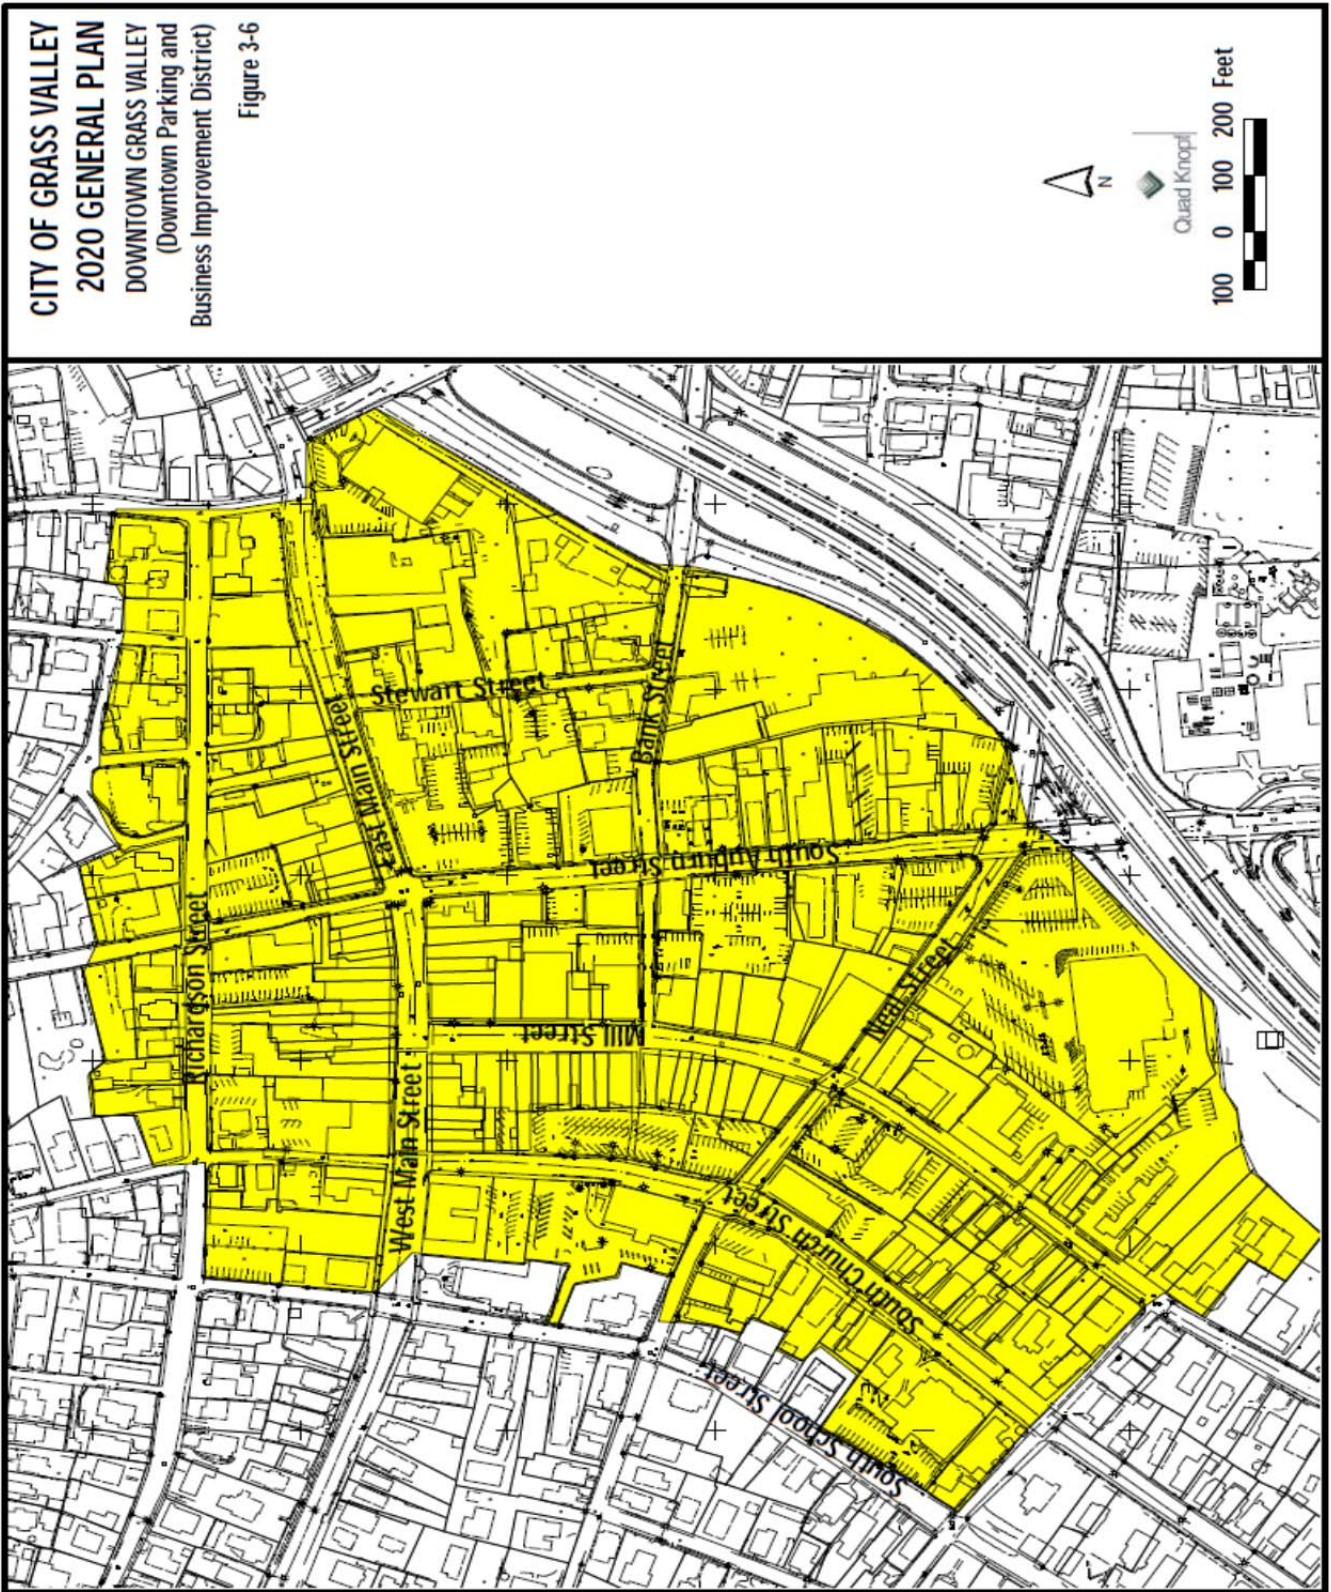 CITY OF GRASS VALLEY
2020 GENERAL PLAN
DOWNTOWN GRASS VALLEY
(Downtown Parking and
Business Improvement District)
Figure 3-6
N
Quad Knopf
100 0 100 200 Feet
Stewart Street
Bank Street
East Main Street
South Auburn Street
Richardson Street
Neal Street
Mill Street
West Main Street
South Church Street
South School Street